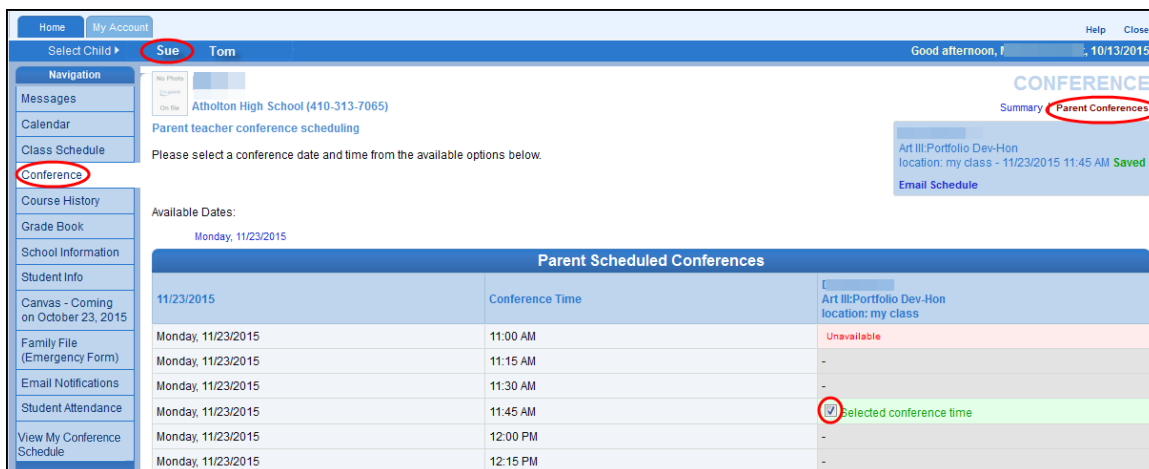 Home My Account
Help Close
Select Child Sue Tom
Good afternoon, , 10/13/2015
Navigation
Messages
Calendar
Class Schedule
Conference
Course History
Grade Book
School Information
Student Info
Canvas - Coming
on October 23, 2015
Family File
(Emergency Form)
Email Notifications
Student Attendance
View My Conference
Schedule
No Photo
On file
Atholton High School (410-313-7065)
CONFERENCE
Summary Parent Conferences
Parent teacher conference scheduling
Please select a conference date and time from the available options below.
Art III:Portfolio Dev-Hon
location: my class - 11/23/2015 11:45 AM Saved
Email Schedule
Available Dates:
Monday, 11/23/2015
Parent Scheduled Conferences
11/23/2015 Conference Time
Art III:Portfolio Dev-Hon
location: my class
Monday, 11/23/2015 11:00 AM Unavailable
Monday, 11/23/2015 11:15 AM -
Monday, 11/23/2015 11:30 AM -
Monday, 11/23/2015 11:45 AM Selected conference time
Monday, 11/23/2015 12:00 PM -
Monday, 11/23/2015 12:15 PM -